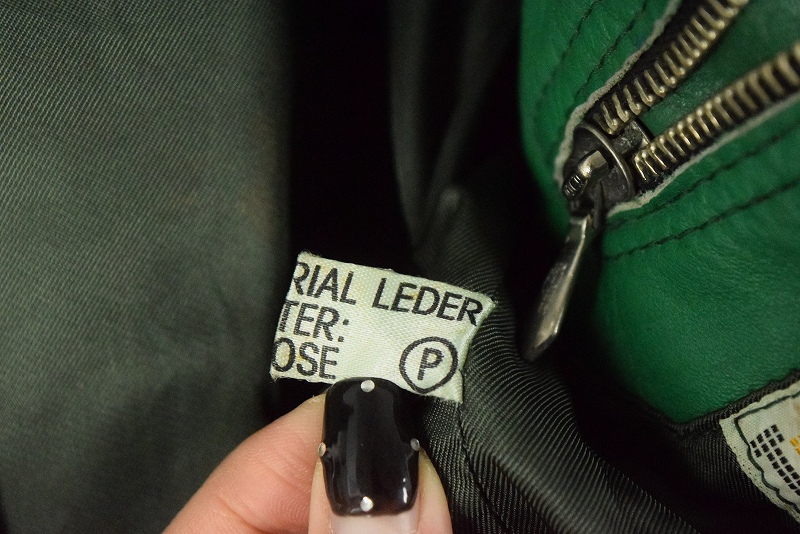 RIAL LEDER
TER:
OSE P